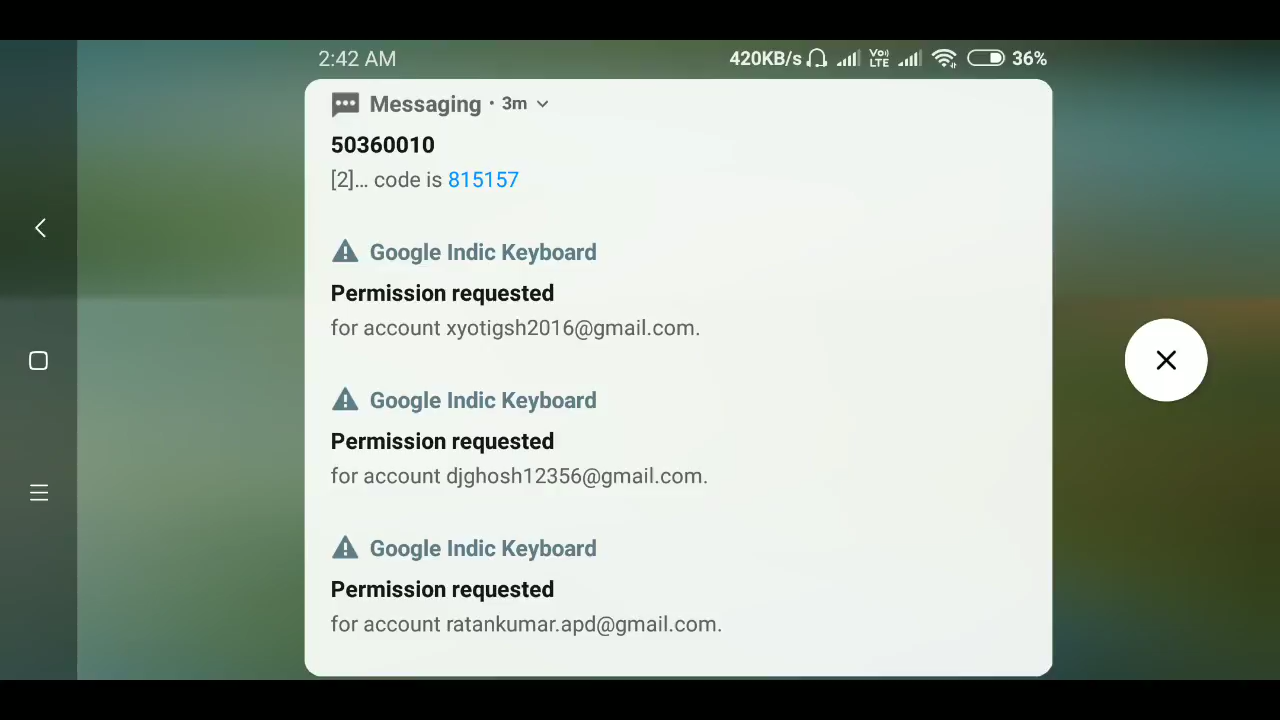 2:42 AM 420KB/s Vo) LTE 36%
Messaging · 3m
50360010
[2]... code is 815157
Google Indic Keyboard
Permission requested
for account xyotigsh2016@gmail.com.
Google Indic Keyboard
Permission requested
for account djghosh12356@gmail.com.
Google Indic Keyboard
Permission requested
for account ratankumar.apd@gmail.com.